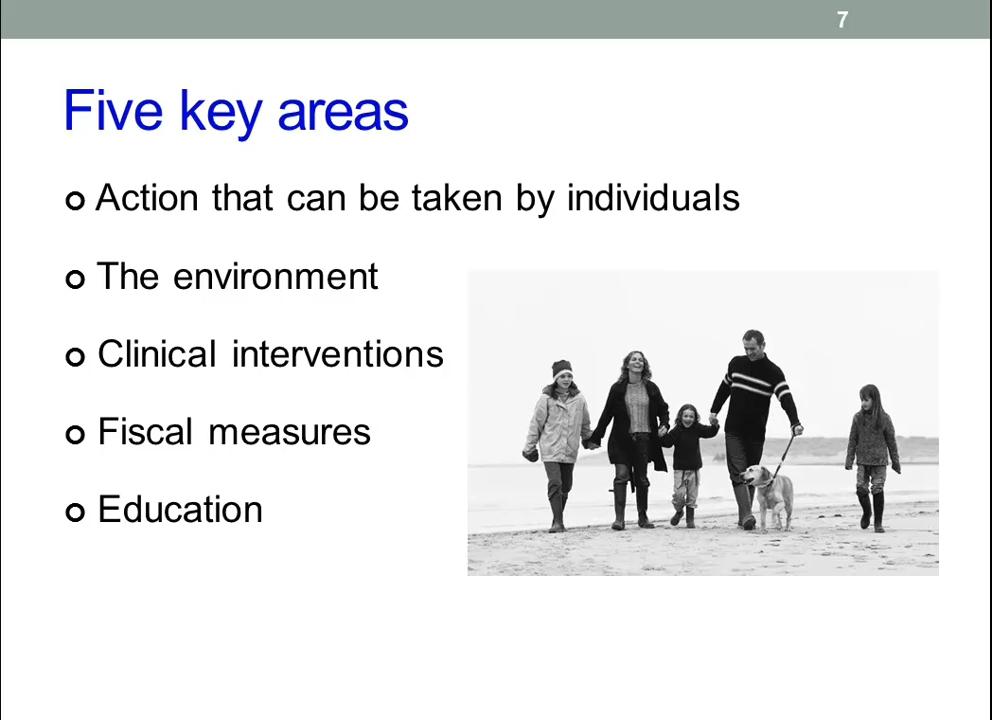 7
Five key areas
Action that can be taken by individuals
The environment
Clinical interventions
Fiscal measures
Education